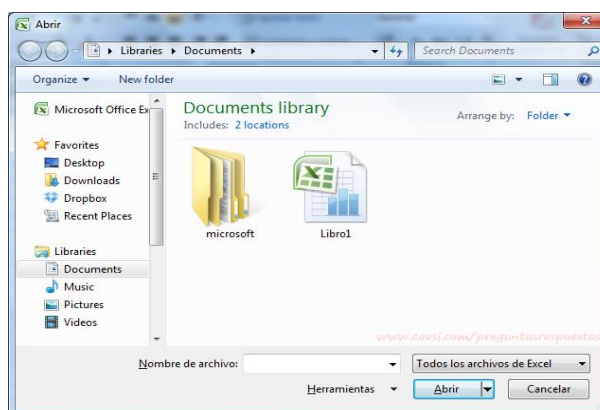 Abrir
Libraries Documents
Search Documents
Organize New folder
Microsoft Office Ex
Favorites
Desktop
Downloads
Dropbox
Recent Places
Libraries
Documents
Music
Pictures
Videos
Documents library
Includes: 2 locations
Arrange by: Folder
microsoft
Libro1
www.cavsi.com/preguntasrespuestas
Nombre de archivo:
Todos los archivos de Excel
Herramientas
Abrir
Cancelar